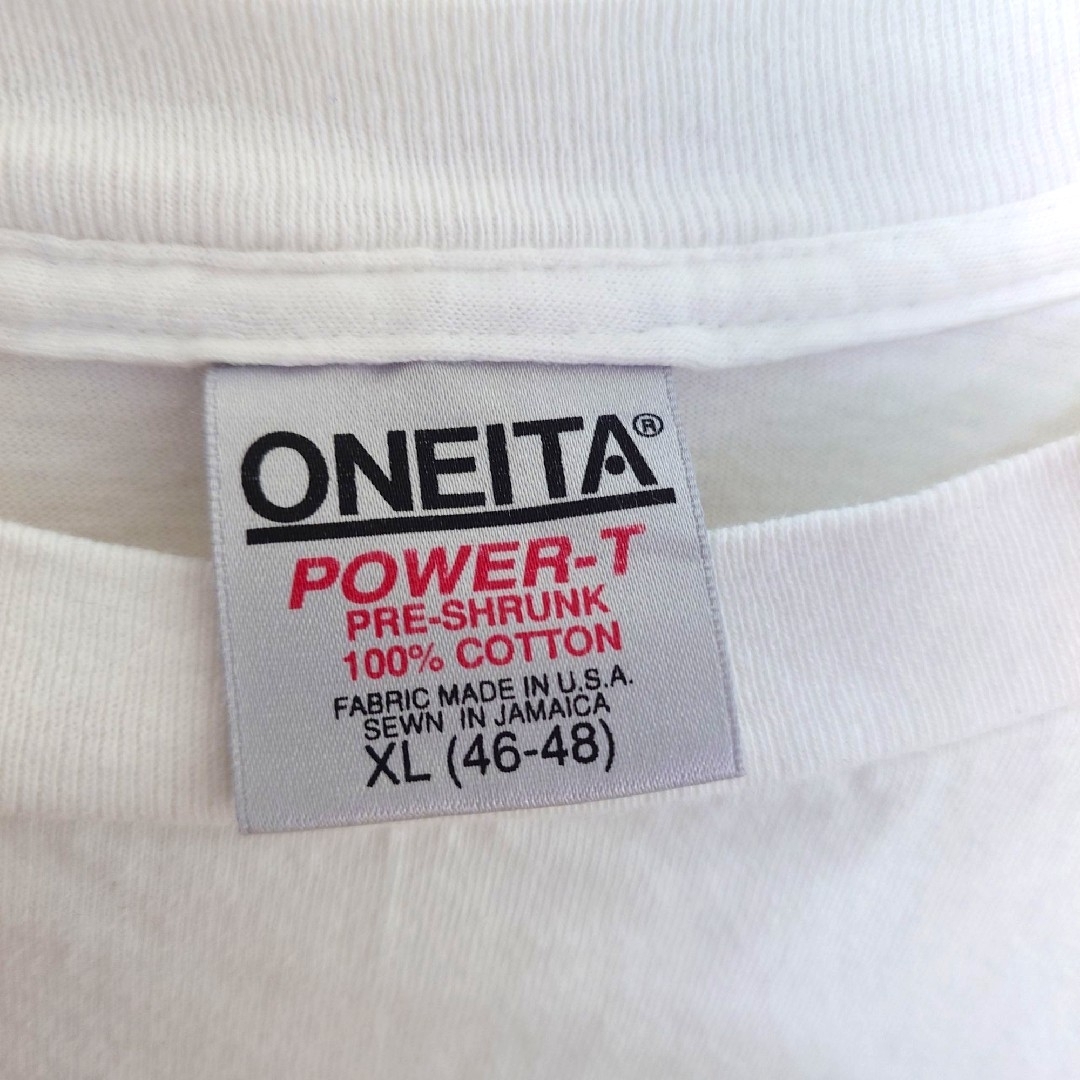 ONEITA®
POWER-T
PRE-SHRUNK
100% COTTON
FABRIC MADE IN U.S.A.
SEWN IN JAMAICA
XL (46-48)